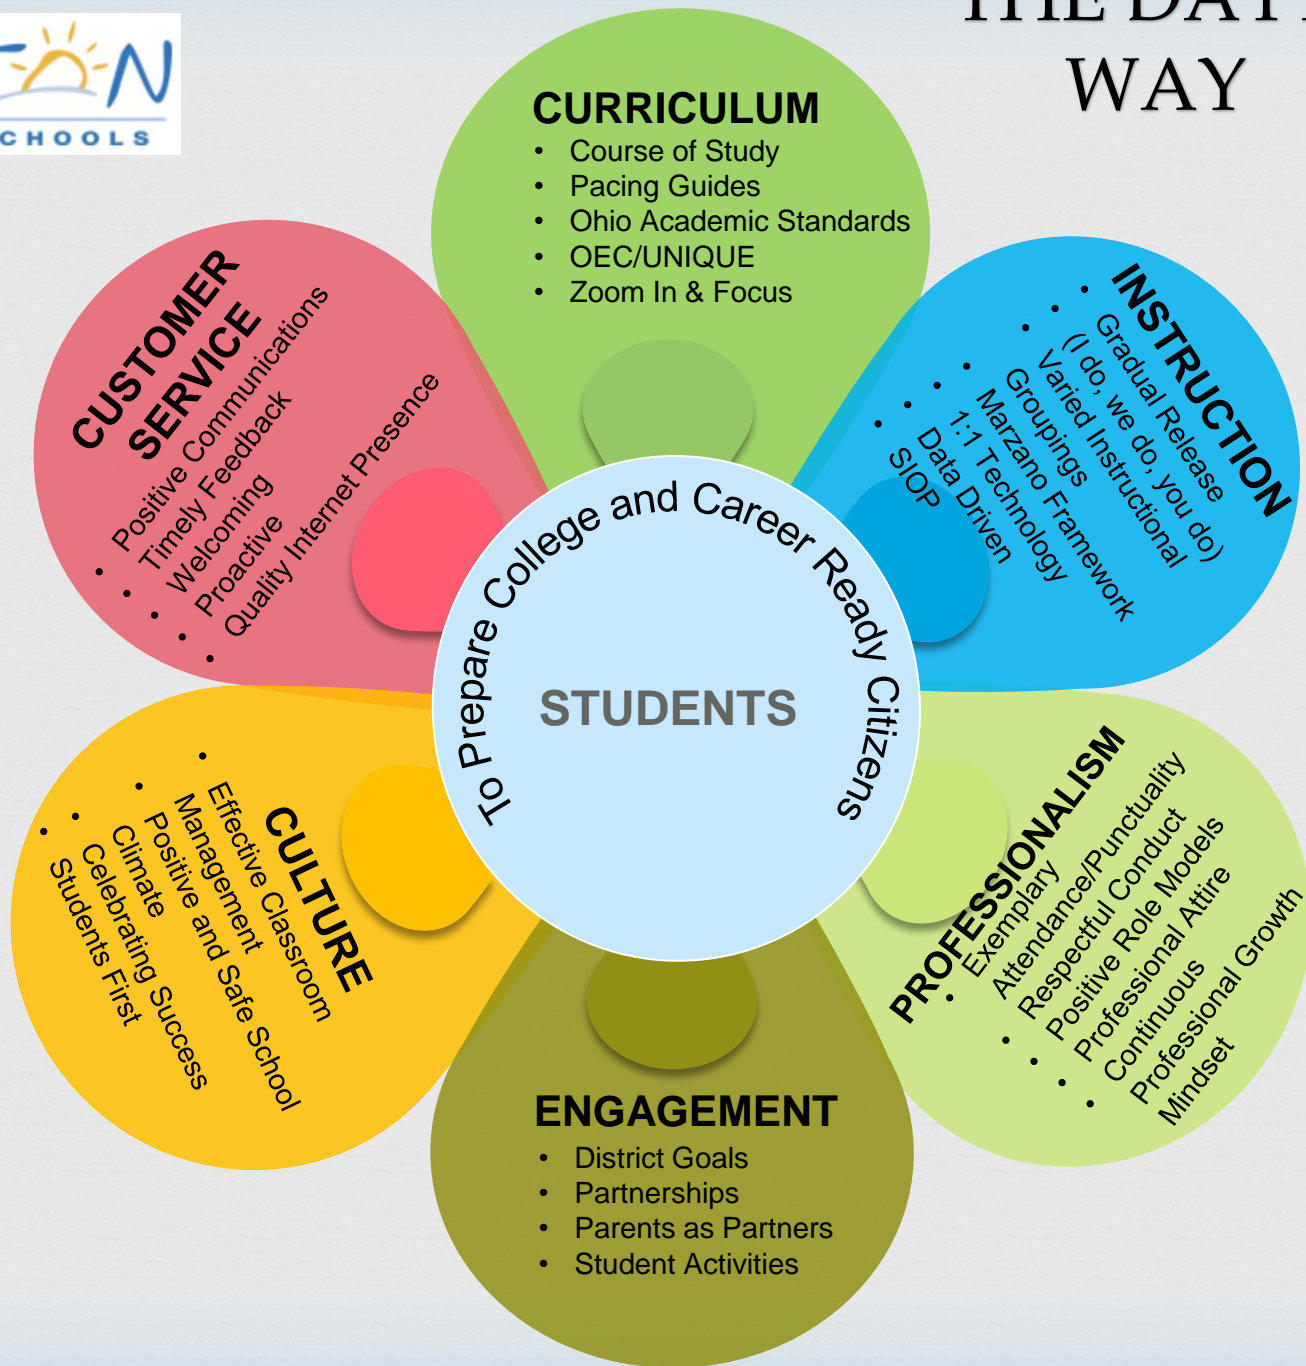 THE DAYT
WAY
TON
CHOOLS
CURRICULUM
• Course of Study
• Pacing Guides
• Ohio Academic Standards
• OEC/UNIQUE
• Zoom In & Focus
INSTRUCTION
• Gradual Release
• (I do, we do, you do)
• Varied Instructional
Groupings
• Marzano Framework
• 1:1 Technology
• Data Driven
• SIOP
PROFESSIONALISM
• Exemplary
Attendance/Punctuality
• Respectful Conduct
• Positive Role Models
• Professional Attire
• Continuous
Professional Growth
Mindset
ENGAGEMENT
• District Goals
• Partnerships
• Parents as Partners
• Student Activities
CULTURE
• Effective Classroom
Management
• Positive and Safe School
Climate
• Celebrating Success
• Students First
CUSTOMER
SERVICE
• Positive Communications
• Timely Feedback
• Welcoming
• Proactive
• Quality Internet Presence
To Prepare College and Career Ready Citizens
STUDENTS